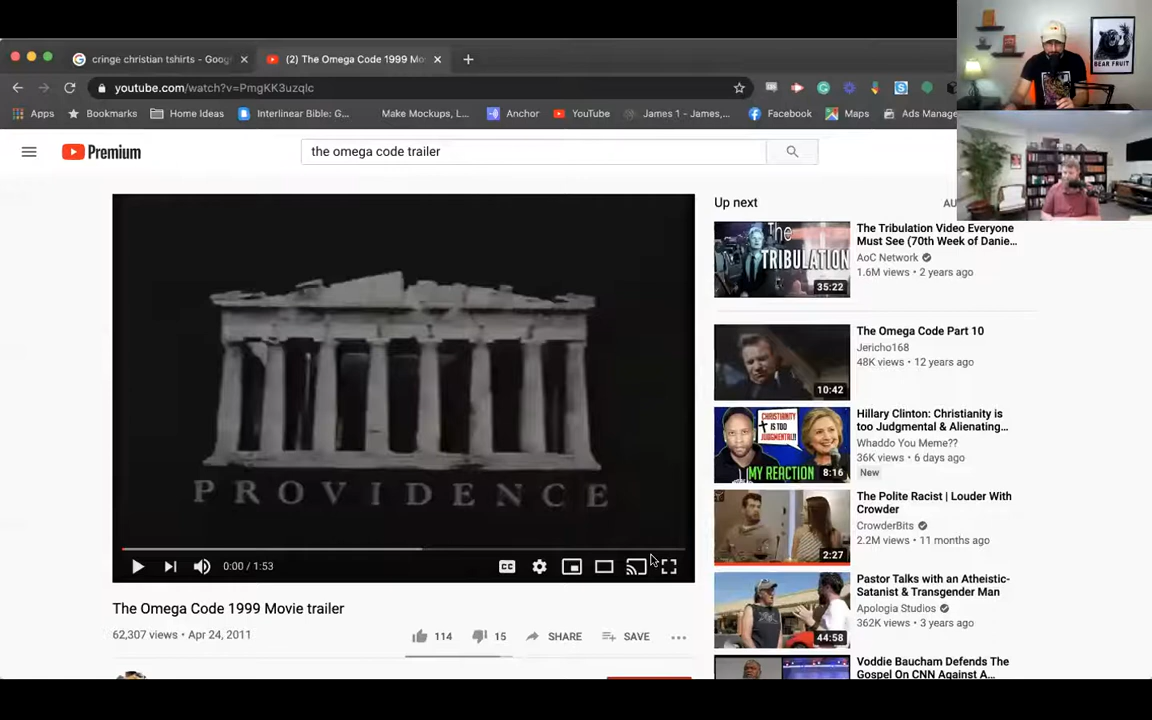 cringe christian tshirts - Goog
(2) The Omega Code 1999 Mo
youtube.com/watch?v=PmgKK3uzqIc
Apps
Bookmarks
Home Ideas
Interlinear Bible: G...
Make Mockups, L...
Anchor
YouTube
James 1 - James,...
Facebook
Maps
Ads Manage
BEAR FRUIT
Premium
the omega code trailer
PROVIDENCE
CC
0:00 / 1:53
The Omega Code 1999 Movie trailer
62,307 views • Apr 24, 2011
114
15
SHARE
SAVE
Up next
AU
The
TRIBULATION
35:22
The Tribulation Video Everyone
Must See (70th Week of Danie...
AoC Network
1.6M views • 2 years ago
10:42
The Omega Code Part 10
Jericho168
48K views • 12 years ago
CHRISTIANITY
IS TOO
JUDGMENTAL!!
MY REACTION
8:16
Hillary Clinton: Christianity is
too Judgmental & Alienating...
Whaddo You Meme??
36K views • 6 days ago
New
2:27
The Polite Racist | Louder With
Crowder
CrowderBits
2.2M views • 11 months ago
44:58
Pastor Talks with an Atheistic-
Satanist & Transgender Man
Apologia Studios
362K views • 3 years ago
Voddie Baucham Defends The
Gospel On CNN Against A...